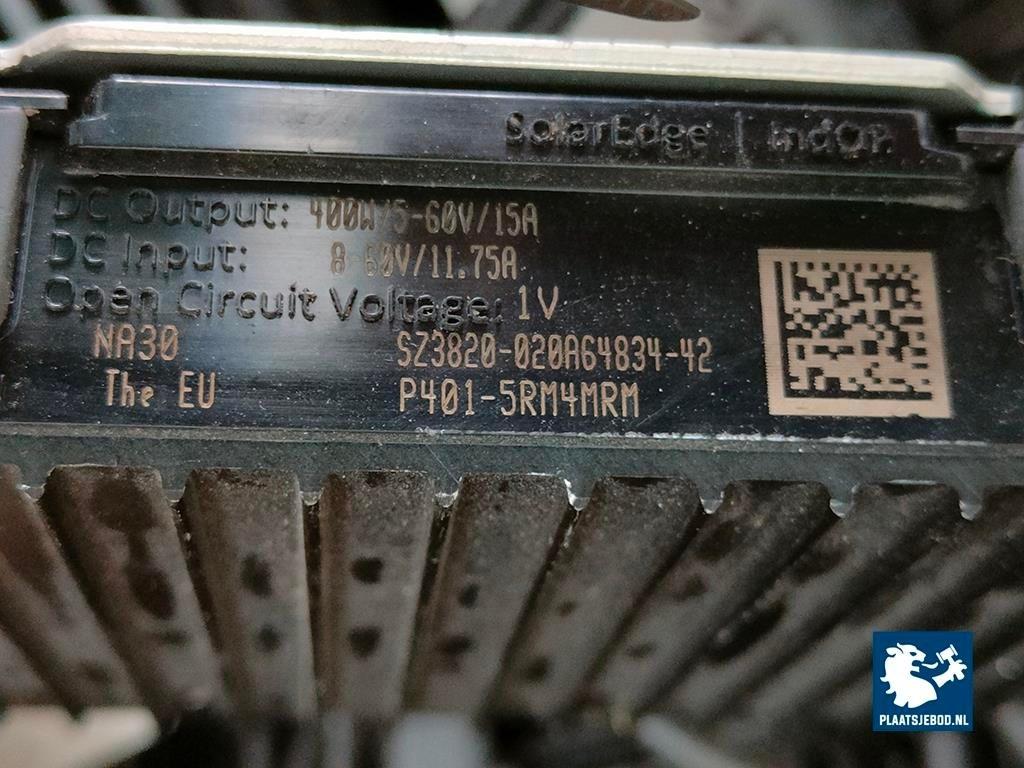 SolarEdge | IndOP
DC Output: 400W/5-60V/15A
DC Input: 8-60V/11.75A
Open Circuit Voltage: 1V
NA30 SZ3820-020A64834-42
The EU P401-5RM4MRM
PLAATSJEBOD.NL